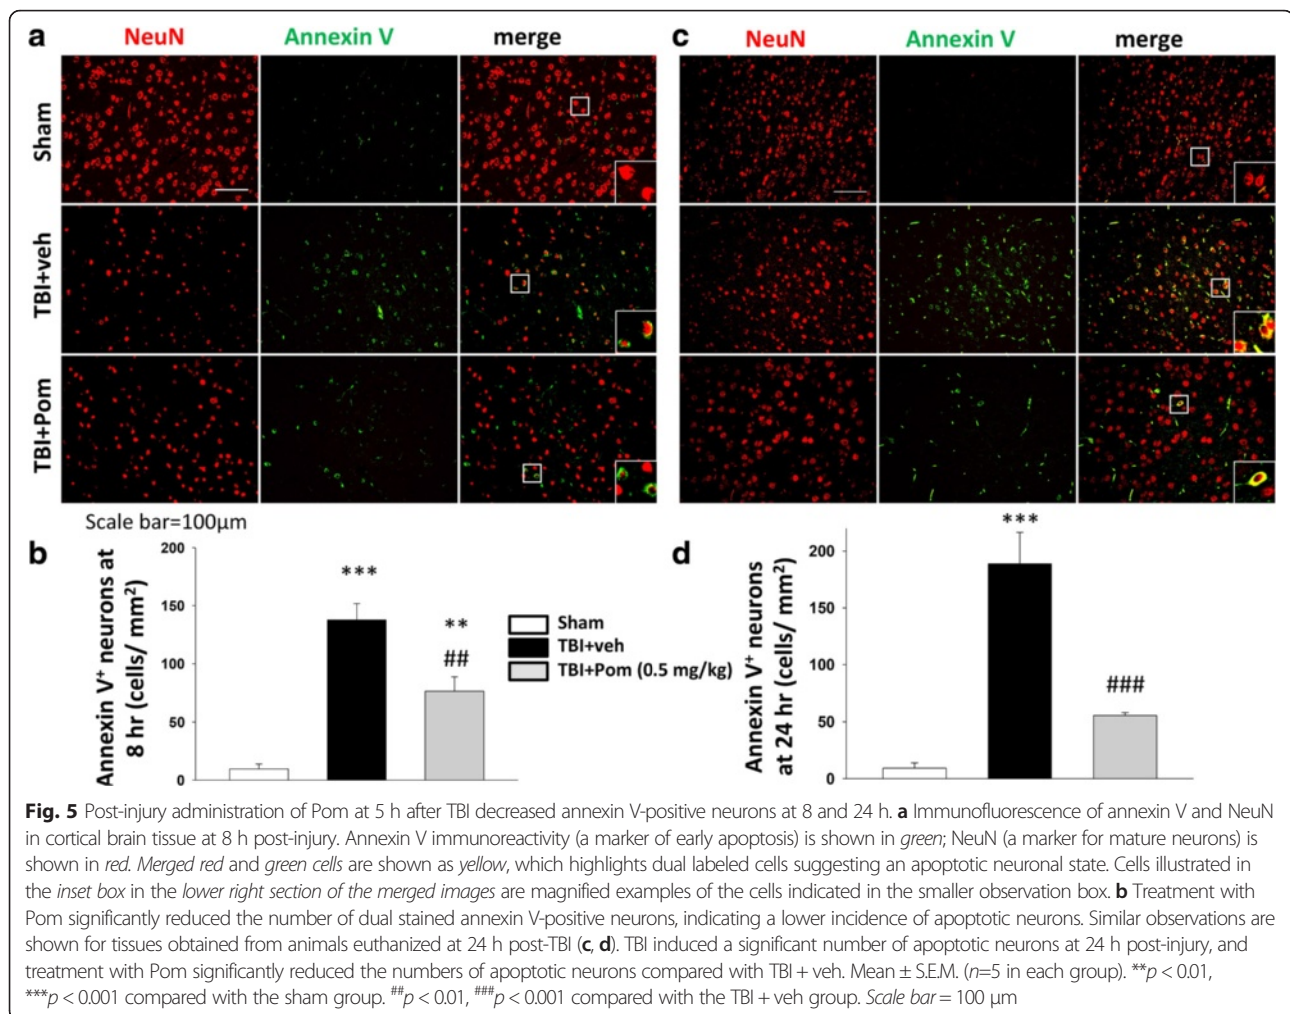 a NeuN Annexin V merge
c NeuN Annexin V merge
Sham
TBI+veh
TBI+Pom
Scale bar=100μm
b
Annexin V⁺ neurons at
8 hr (cells/ mm²)
200
150
100
50
0
***
**
##
Sham
TBI+veh
TBI+Pom (0.5 mg/kg)
d
Annexin V⁺ neurons
at 24 hr (cells/ mm²)
200
150
100
50
0
***
###
Fig. 5 Post-injury administration of Pom at 5 h after TBI decreased annexin V-positive neurons at 8 and 24 h. a Immunofluorescence of annexin V and NeuN
in cortical brain tissue at 8 h post-injury. Annexin V immunoreactivity (a marker of early apoptosis) is shown in green; NeuN (a marker for mature neurons) is
shown in red. Merged red and green cells are shown as yellow, which highlights dual labeled cells suggesting an apoptotic neuronal state. Cells illustrated in
the inset box in the lower right section of the merged images are magnified examples of the cells indicated in the smaller observation box. b Treatment with
Pom significantly reduced the number of dual stained annexin V-positive neurons, indicating a lower incidence of apoptotic neurons. Similar observations are
shown for tissues obtained from animals euthanized at 24 h post-TBI (c, d). TBI induced a significant number of apoptotic neurons at 24 h post-injury, and
treatment with Pom significantly reduced the numbers of apoptotic neurons compared with TBI + veh. Mean ± S.E.M. (n=5 in each group). **p < 0.01,
***p < 0.001 compared with the sham group. ##p < 0.01, ###p < 0.001 compared with the TBI + veh group. Scale bar = 100 μm